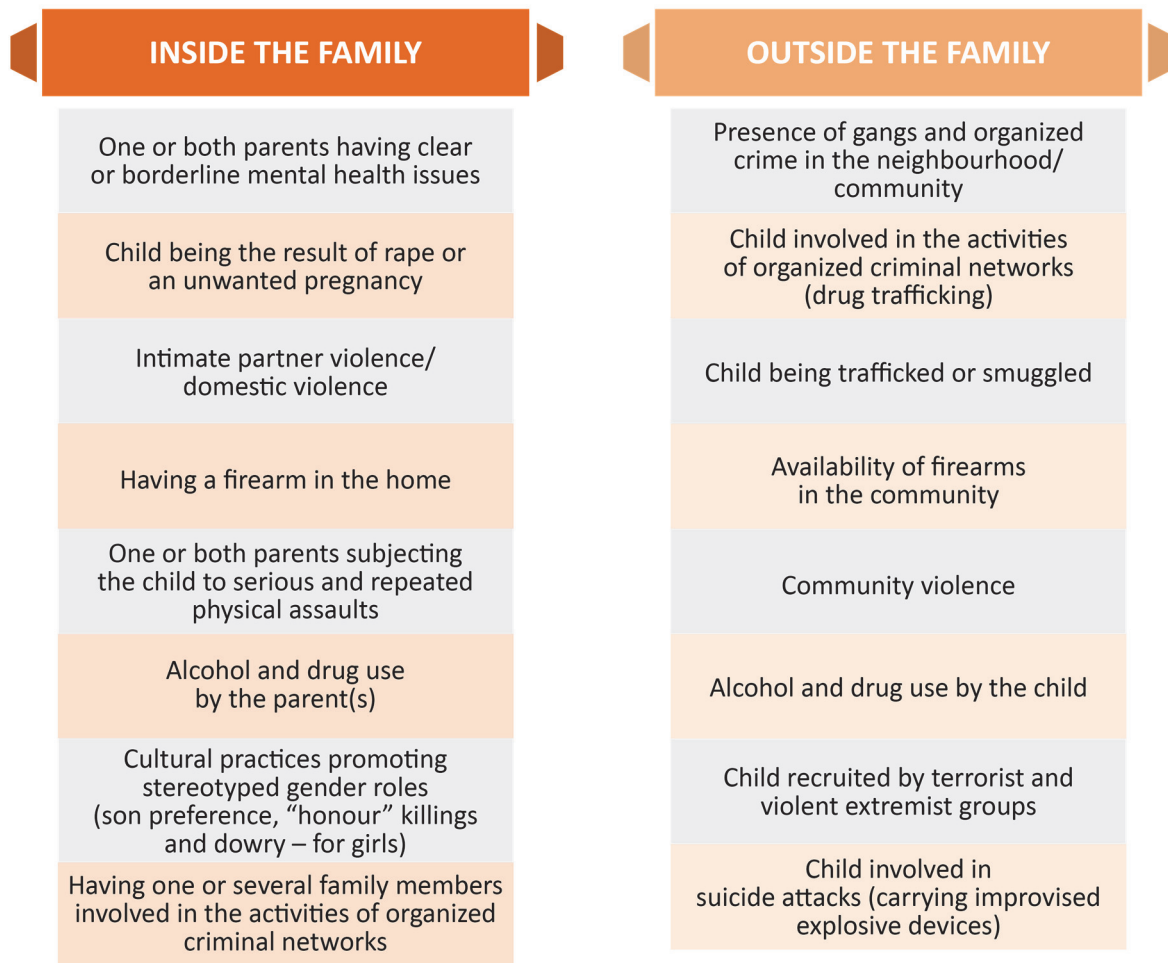 INSIDE THE FAMILY
One or both parents having clear
or borderline mental health issues
Child being the result of rape or
an unwanted pregnancy
Intimate partner violence/
domestic violence
Having a firearm in the home
One or both parents subjecting
the child to serious and repeated
physical assaults
Alcohol and drug use
by the parent(s)
Cultural practices promoting
stereotyped gender roles
(son preference, “honour” killings
and dowry – for girls)
Having one or several family members
involved in the activities of organized
criminal networks
OUTSIDE THE FAMILY
Presence of gangs and organized
crime in the neighbourhood/
community
Child involved in the activities
of organized criminal networks
(drug trafficking)
Child being trafficked or smuggled
Availability of firearms
in the community
Community violence
Alcohol and drug use by the child
Child recruited by terrorist and
violent extremist groups
Child involved in
suicide attacks (carrying improvised
explosive devices)